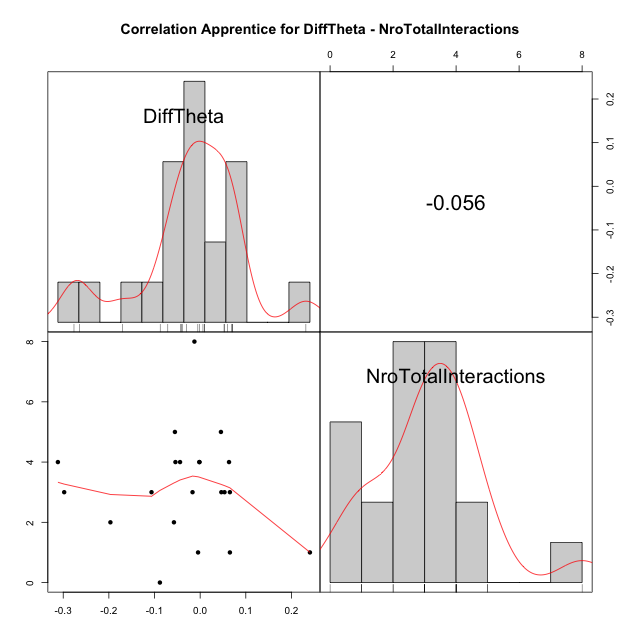 Correlation Apprentice for DiffTheta - NroTotalInteractions
0 2 4 6 8
DiffTheta
-0.056
0.2
0.1
0.0
-0.1
-0.2
-0.3
NroTotalInteractions
8
6
4
2
0
-0.3 -0.2 -0.1 0.0 0.1 0.2